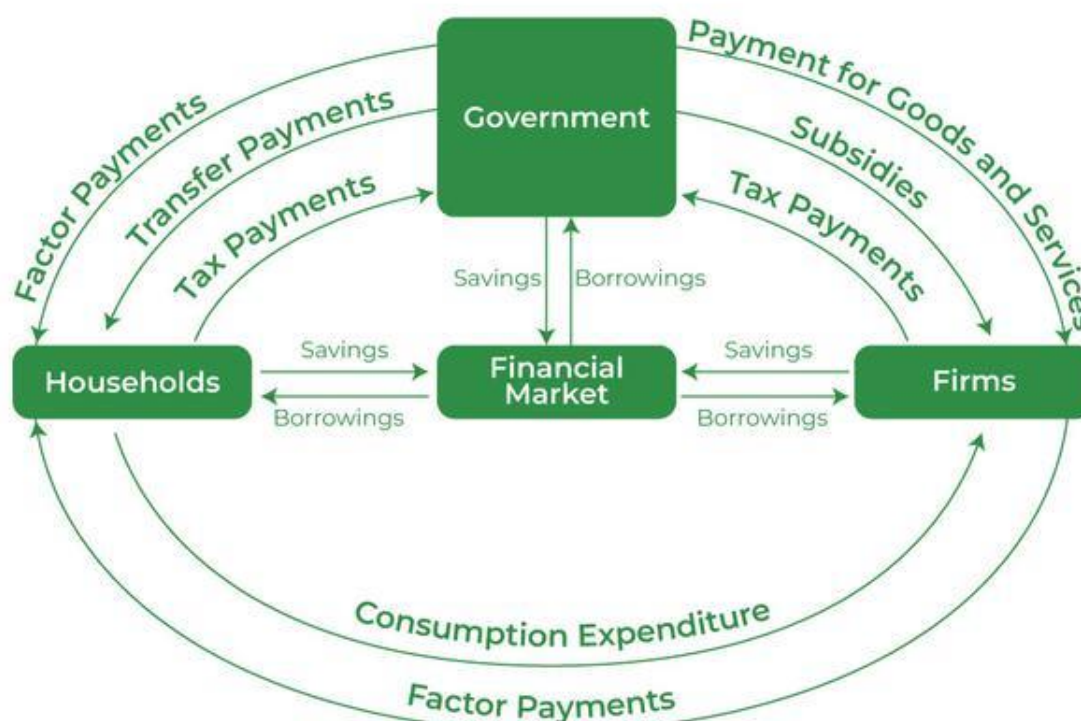 Government
Factor Payments
Transfer Payments
Tax Payments
Payment for Goods and Services
Subsidies
Tax Payments
Savings
Borrowings
Households
Savings
Borrowings
Financial
Market
Savings
Borrowings
Firms
Consumption Expenditure
Factor Payments